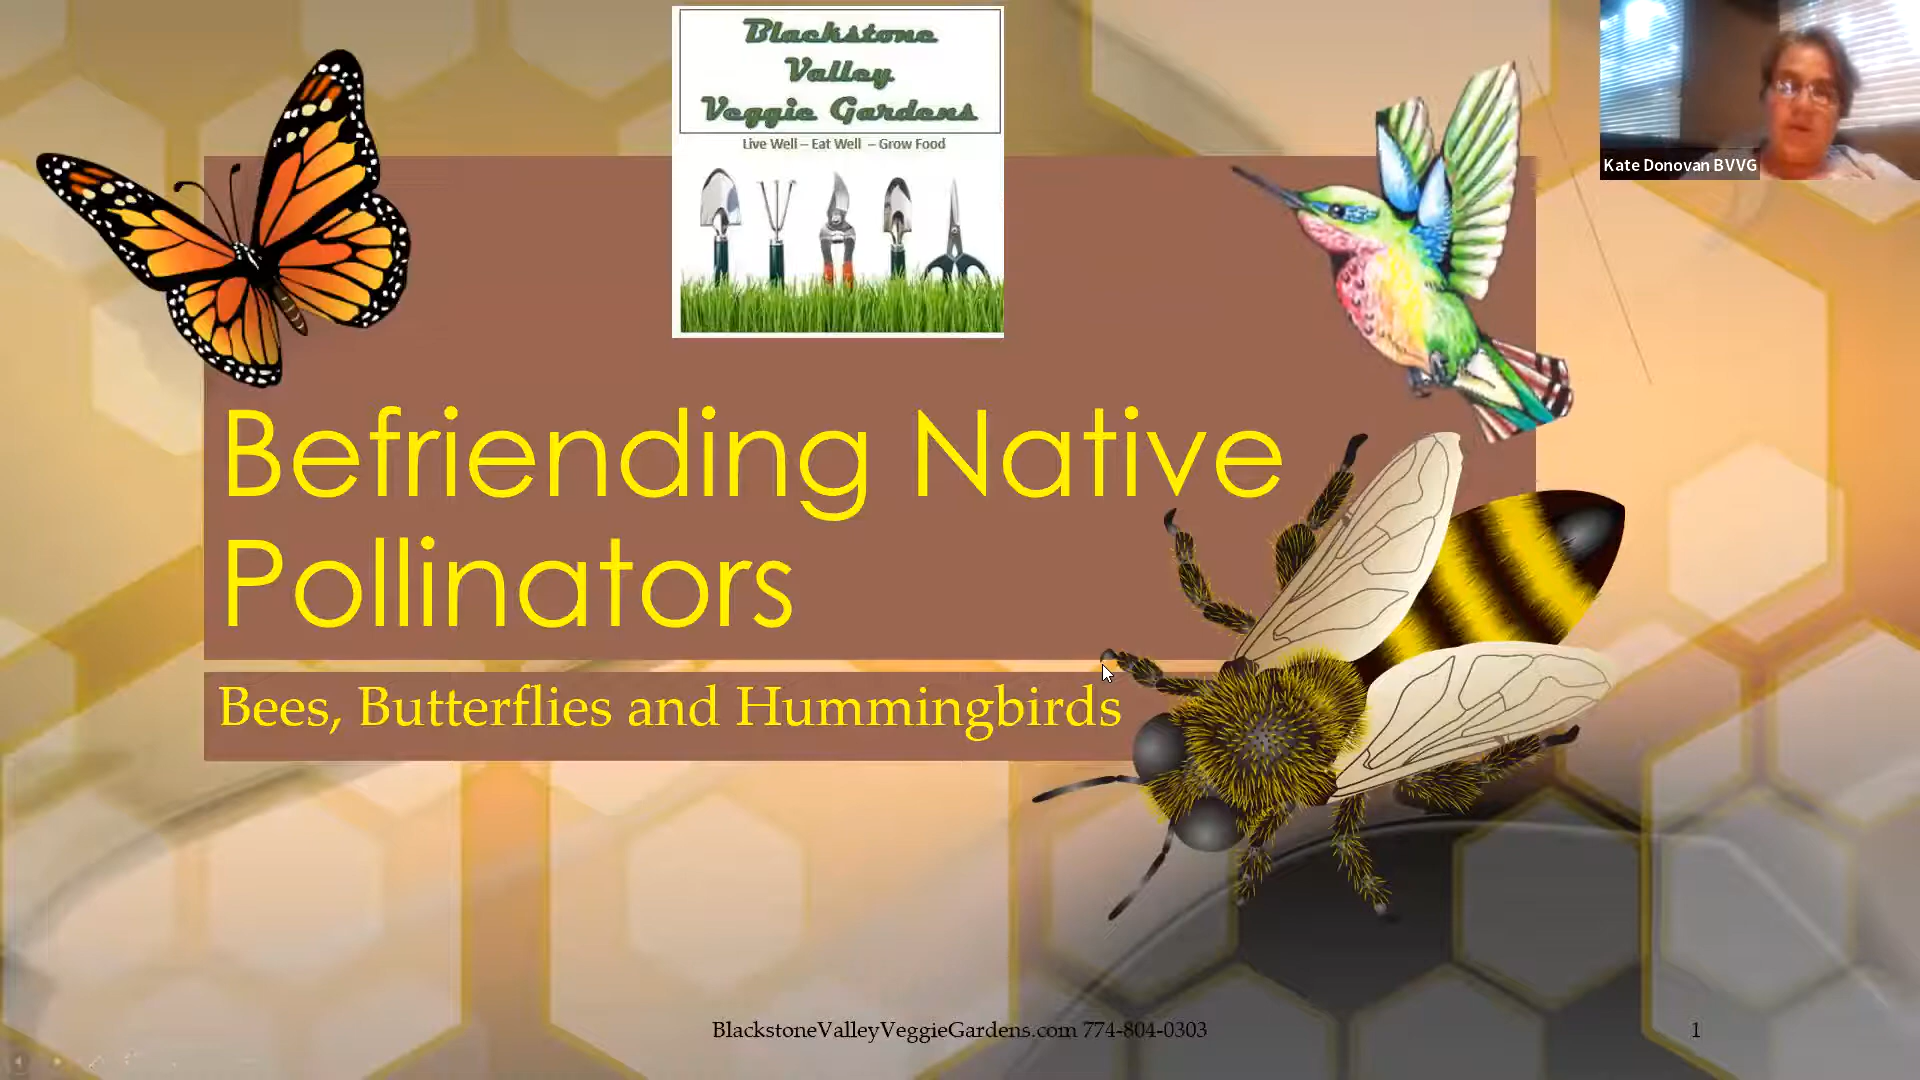 Blackstone
Valley
Veggie Gardens
Live Well – Eat Well – Grow Food
Kate Donovan BVVG
Befriending Native
Pollinators
Bees, Butterflies and Hummingbirds
BlackstoneValleyVeggieGardens.com 774-804-0303
1